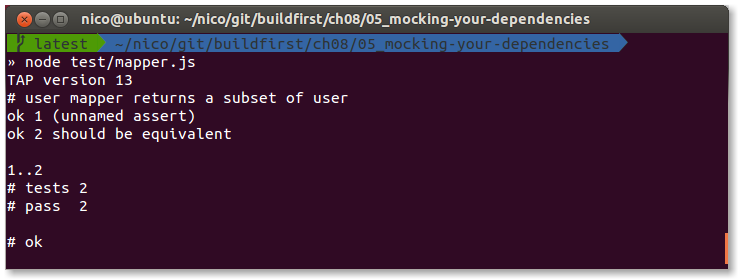 nico@ubuntu: ~/nico/git/buildfirst/ch08/05_mocking-your-dependencies
latest ~/nico/git/buildfirst/ch08/05_mocking-your-dependencies
» node test/mapper.js
TAP version 13
# user mapper returns a subset of user
ok 1 (unnamed assert)
ok 2 should be equivalent
1..2
# tests 2
# pass  2
# ok